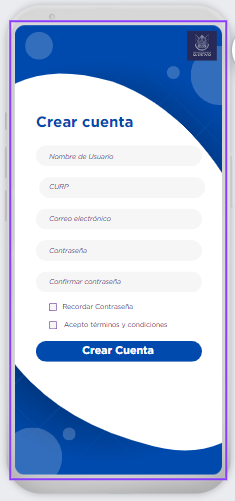 Crear cuenta
Nombre de Usuario
CURP
Correo electrónico
Contraseña
Confirmar contraseña
Recordar Contraseña
Acepto términos y condiciones
Crear Cuenta